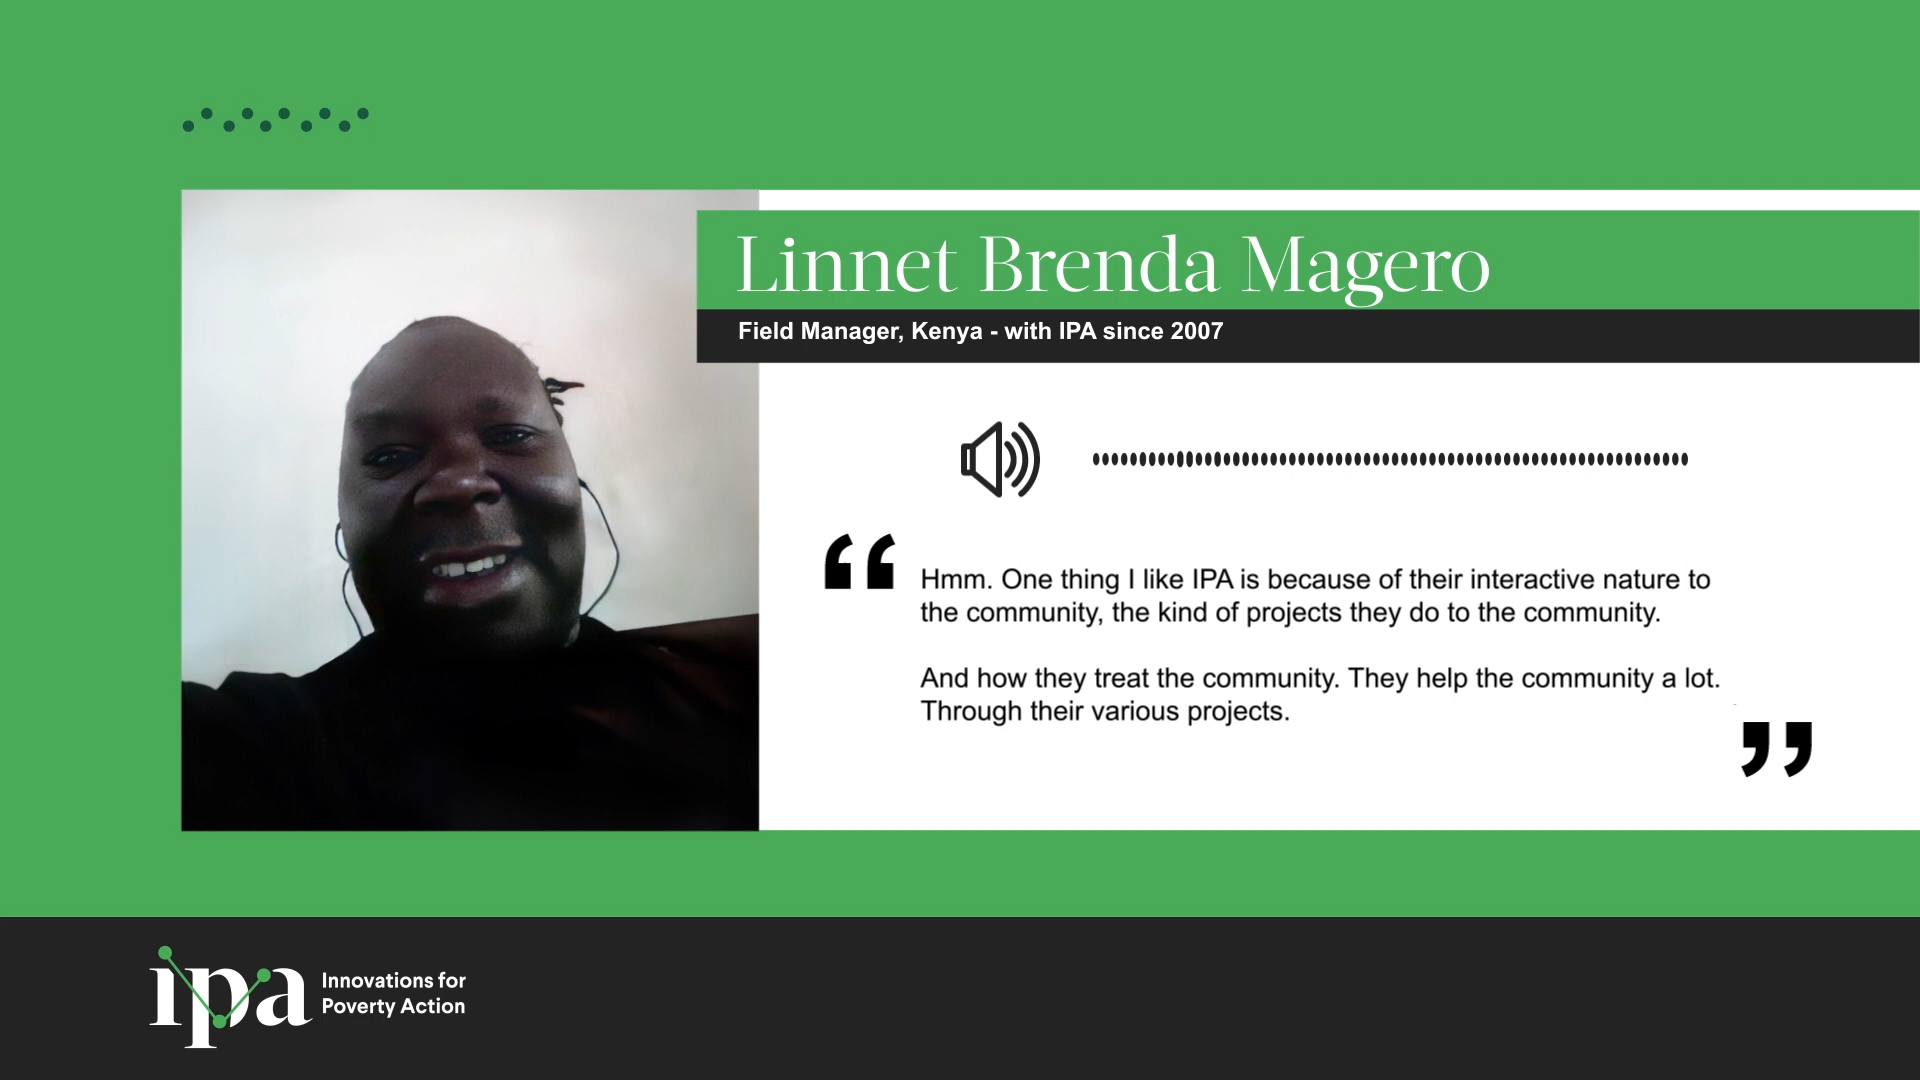 Linnet Brenda Magero
Field Manager, Kenya - with IPA since 2007
“
Hmm. One thing I like IPA is because of their interactive nature to
the community, the kind of projects they do to the community.
And how they treat the community. They help the community a lot.
Through their various projects.
”
ipa
Innovations for
Poverty Action